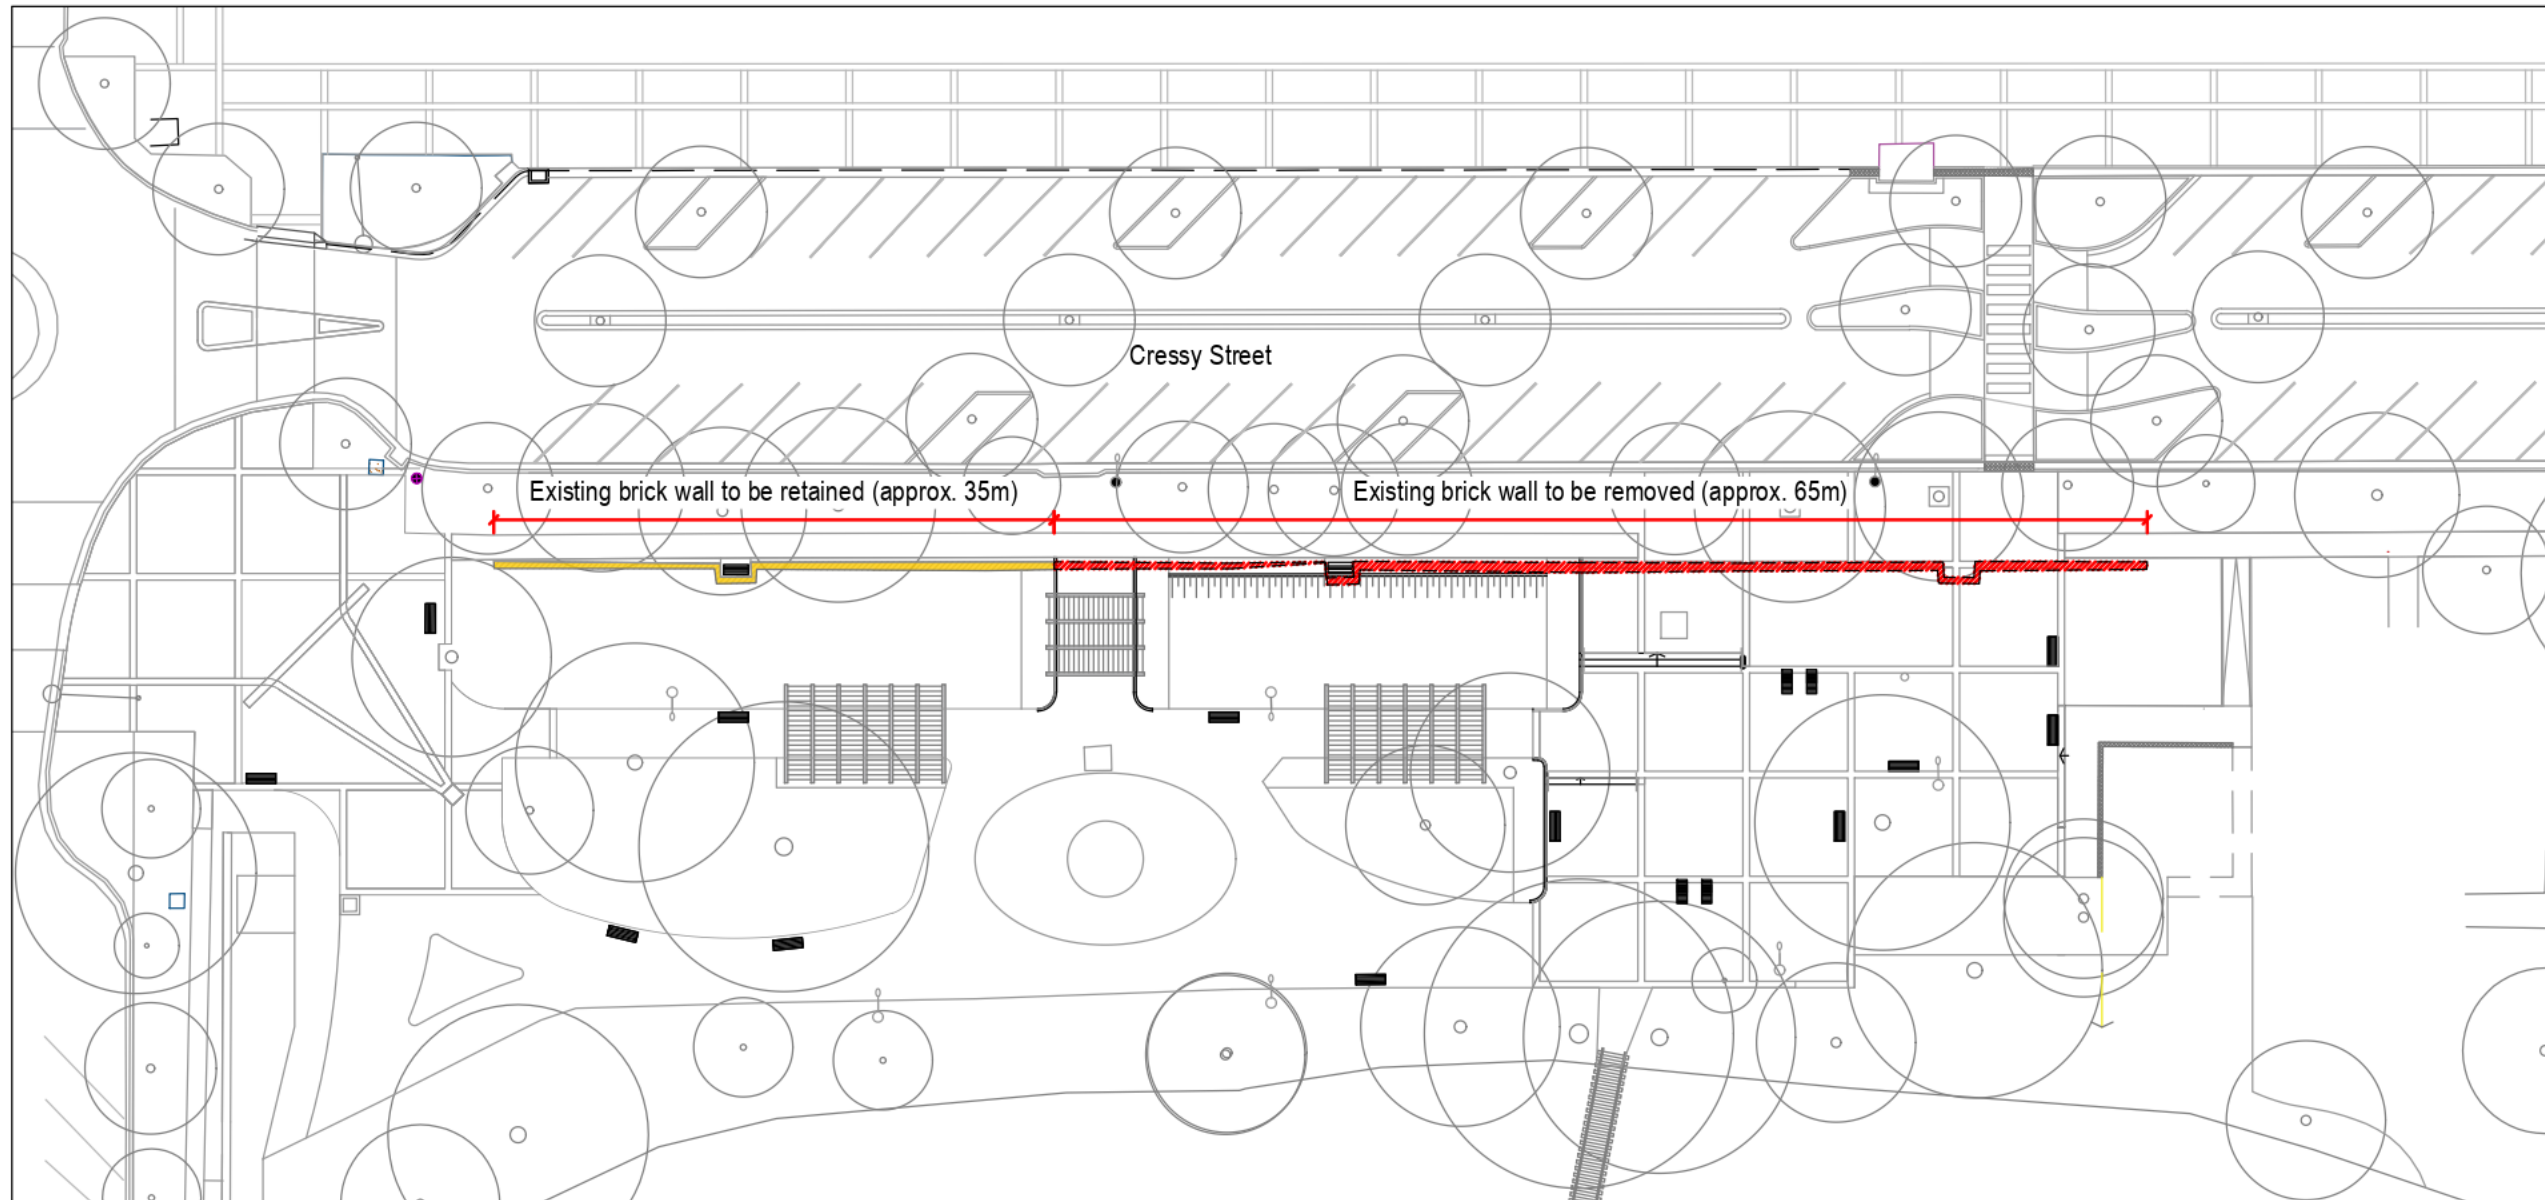 Cressy Street
Existing brick wall to be retained (approx. 35m)
Existing brick wall to be removed (approx. 65m)